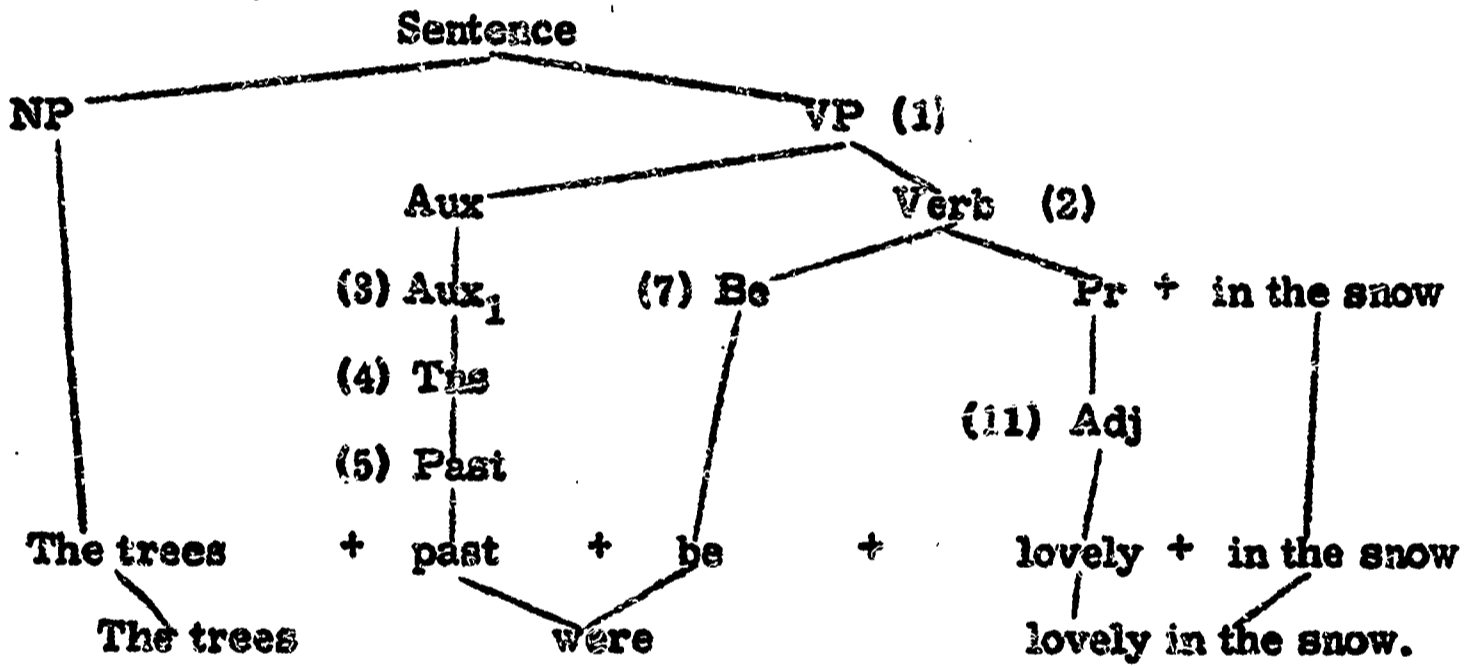 Sentence
NP VP (1)
Aux Verb (2)
(3) Aux1 (7) Be Pr + in the snow
(4) Tns
(11) Adj
(5) Past
The trees + past + be + lovely + in the snow
The trees were lovely in the snow.